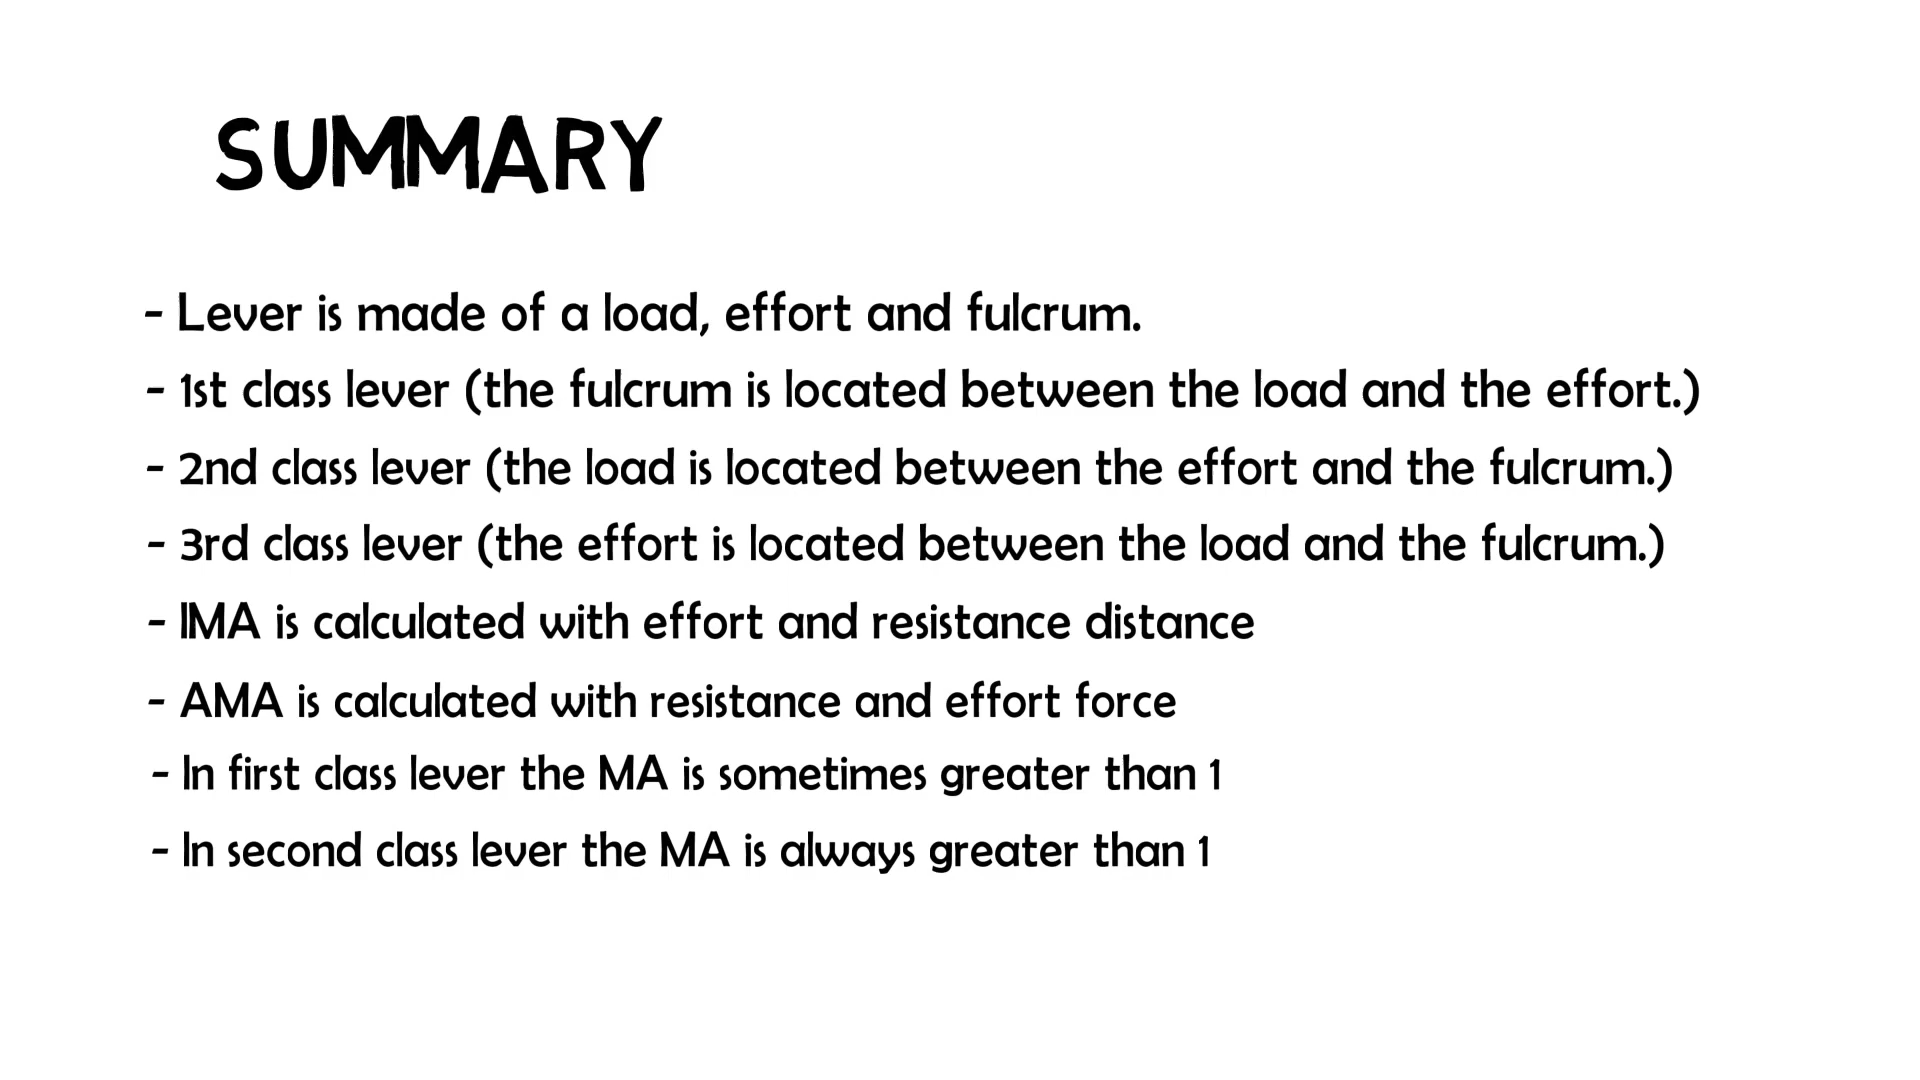 SUMMARY
- Lever is made of a load, effort and fulcrum.
- 1st class lever (the fulcrum is located between the load and the effort.)
- 2nd class lever (the load is located between the effort and the fulcrum.)
- 3rd class lever (the effort is located between the load and the fulcrum.)
- IMA is calculated with effort and resistance distance
- AMA is calculated with resistance and effort force
- In first class lever the MA is sometimes greater than 1
- In second class lever the MA is always greater than 1